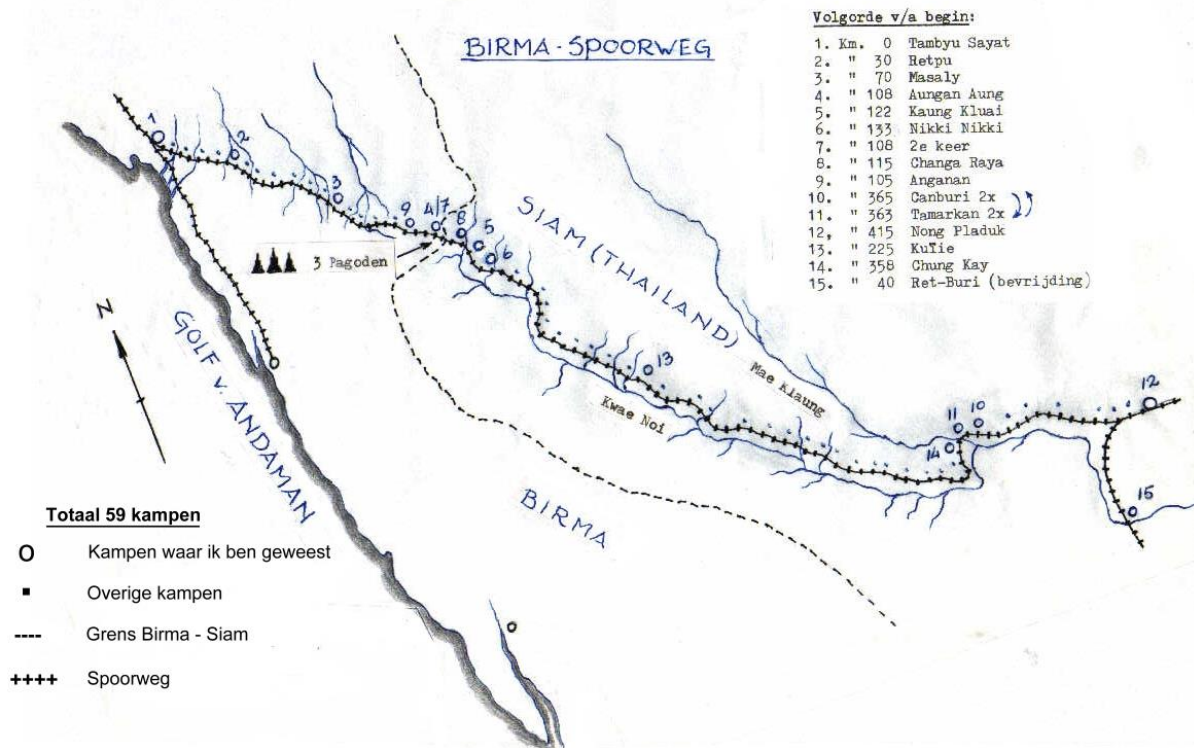 BIRMA-SPOORWEG
Volgorde v/a begin:
1. Km. 0 Tambyu Sayat
2. " 30 Retpu
3. " 70 Masaly
4. " 108 Aungan Aung
5. " 122 Kaung Kluai
6. " 133 Nikki Nikki
7. " 108 2e keer
8. " 115 Changa Raya
9. " 105 Anganan
10. " 365 Canburi 2x
11. " 363 Tamarkan 2x
12, " 415 Nong Pladuk
13. " 225 KuIie
14. " 358 Chung Kay
15. " 40 Ret-Buri (bevrijding)
1
2
3
9
4/7
8
5
6
3 Pagoden
SIAM (THAILAND)
N
GOLF v. ANDAMAN
13
Mae Klaung
Kwae Noi
11
10
12
14
15
BIRMA
Totaal 59 kampen
Kampen waar ik ben geweest
Overige kampen
Grens Birma - Siam
Spoorweg